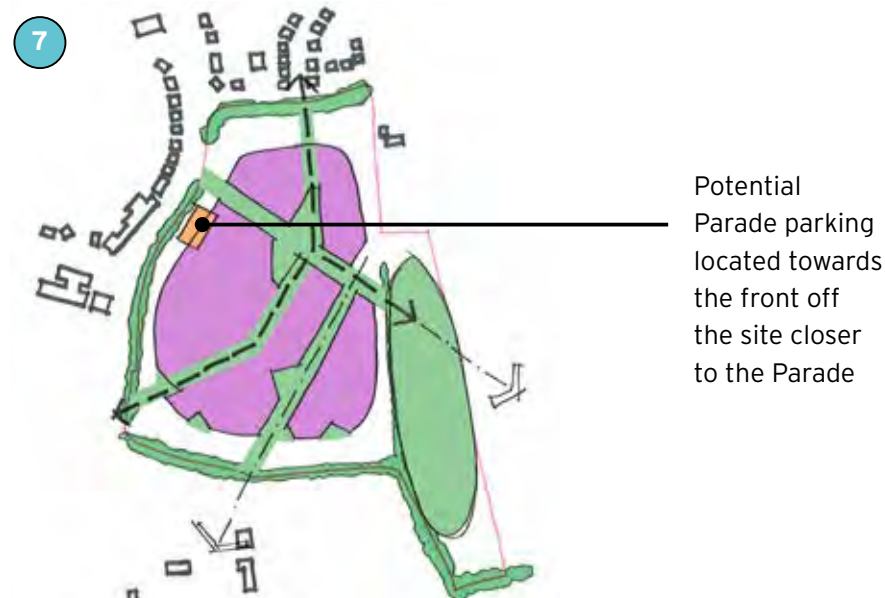 7
Potential
Parade parking
located towards
the front off
the site closer
to the Parade